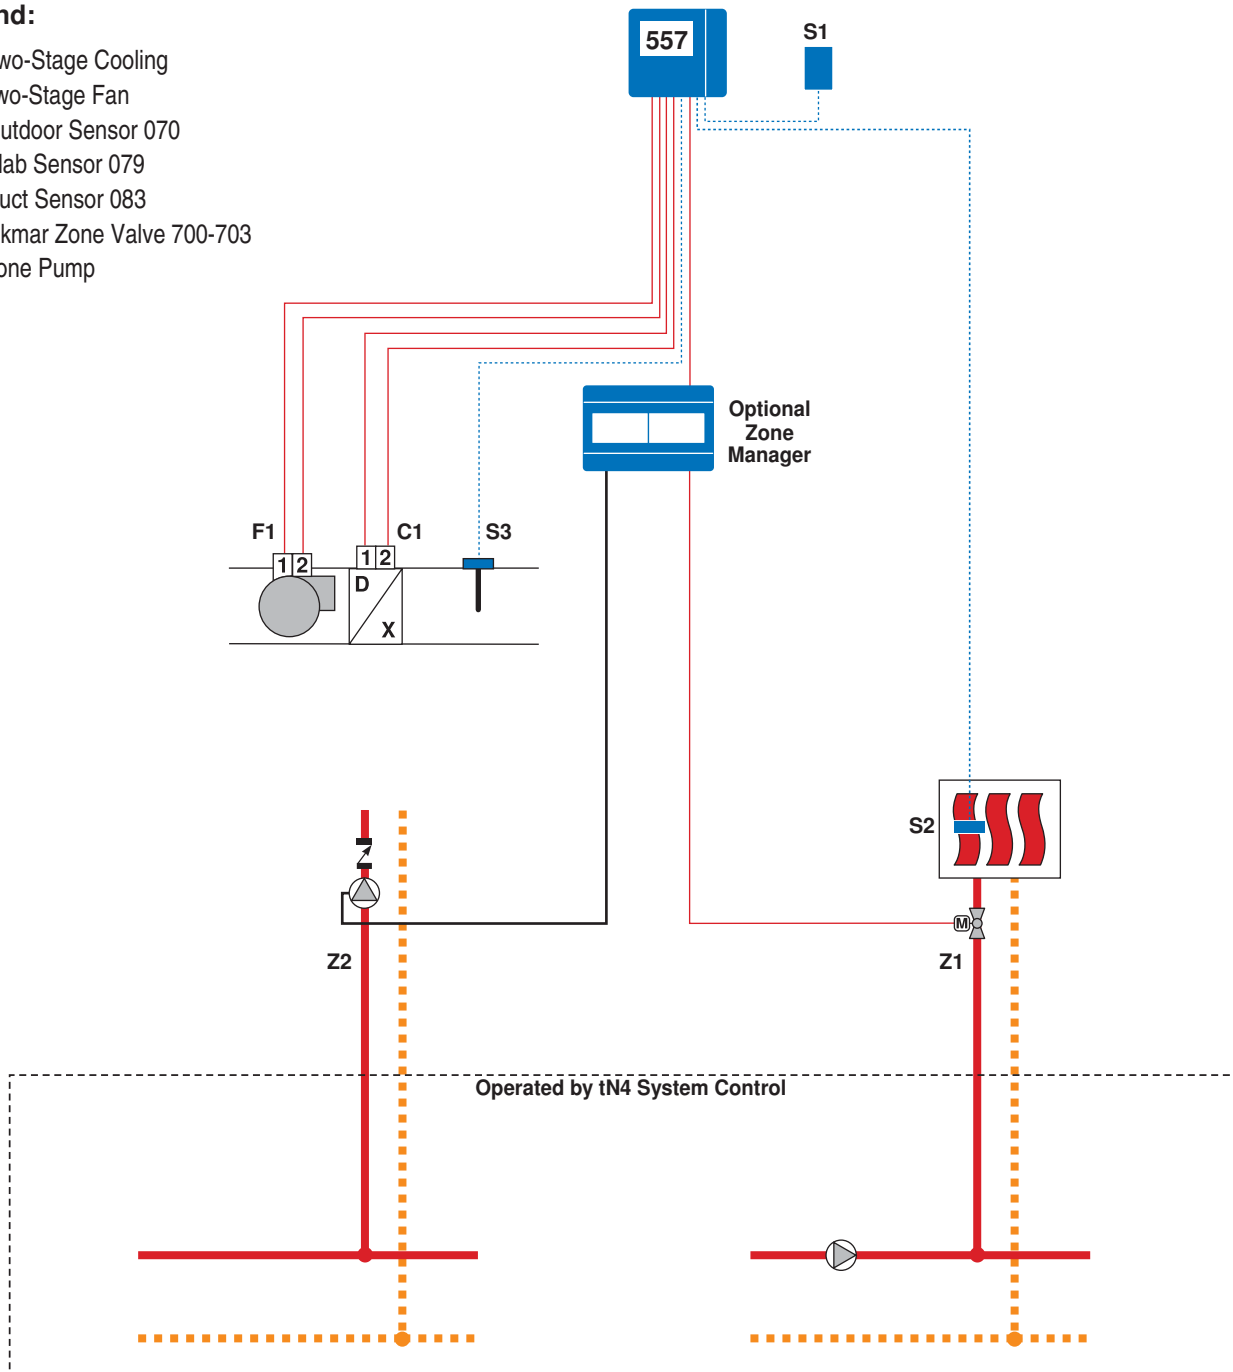 nd:
wo-Stage Cooling
wo-Stage Fan
utdoor Sensor 070
lab Sensor 079
uct Sensor 083
kmar Zone Valve 700-703
one Pump
557
S1
Optional
Zone
Manager
F1
C1
S3
1 2
1 2
D
X
S2
M
Z2
Z1
Operated by tN4 System Control